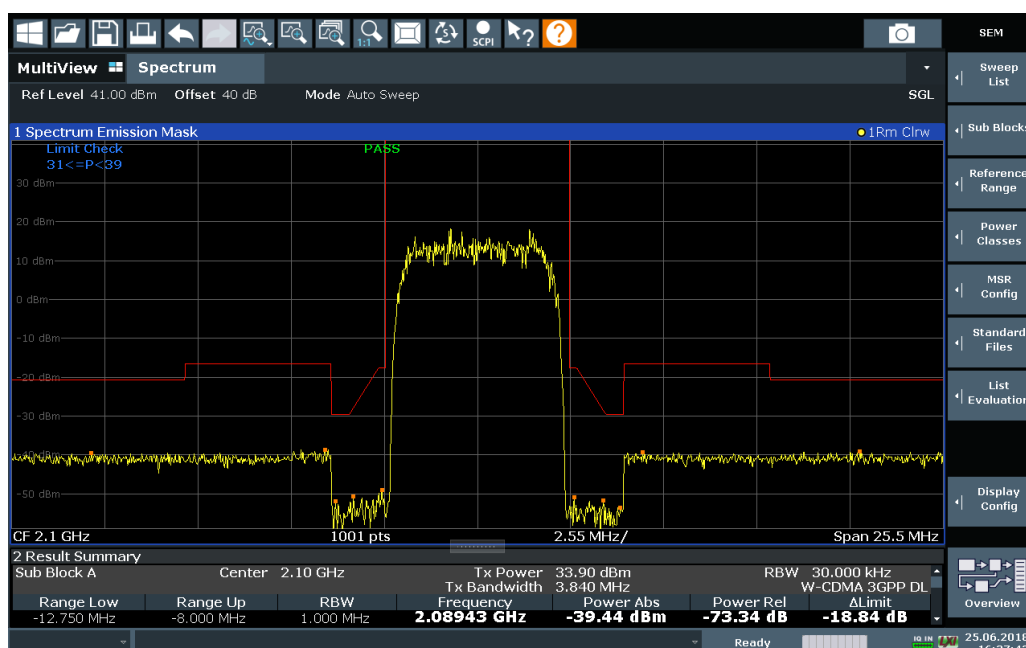 1:1
SCPI
?
?
SEM
MultiView Spectrum
Ref Level 41.00 dBm Offset 40 dB Mode Auto Sweep
SGL
1 Spectrum Emission Mask
1Rm Clrw
Limit Check PASS
31<=P<39
30 dBm
20 dBm
10 dBm
0 dBm
-10 dBm
-20 dBm
-30 dBm
-50 dBm
CF 2.1 GHz 1001 pts 2.55 MHz/ Span 25.5 MHz
2 Result Summary
Sub Block A Center 2.10 GHz Tx Power 33.90 dBm RBW 30.000 kHz
Tx Bandwidth 3.840 MHz W-CDMA 3GPP DL
Range Low Range Up RBW Frequency Power Abs Power Rel ΔLimit
-12.750 MHz -8.000 MHz 1.000 MHz 2.08943 GHz -39.44 dBm -73.34 dB -18.84 dB
Ready
IQ IN
LXI
25.06.2018
Sweep
List
Sub Blocks
Reference
Range
Power
Classes
MSR
Config
Standard
Files
List
Evaluation
Display
Config
Overview